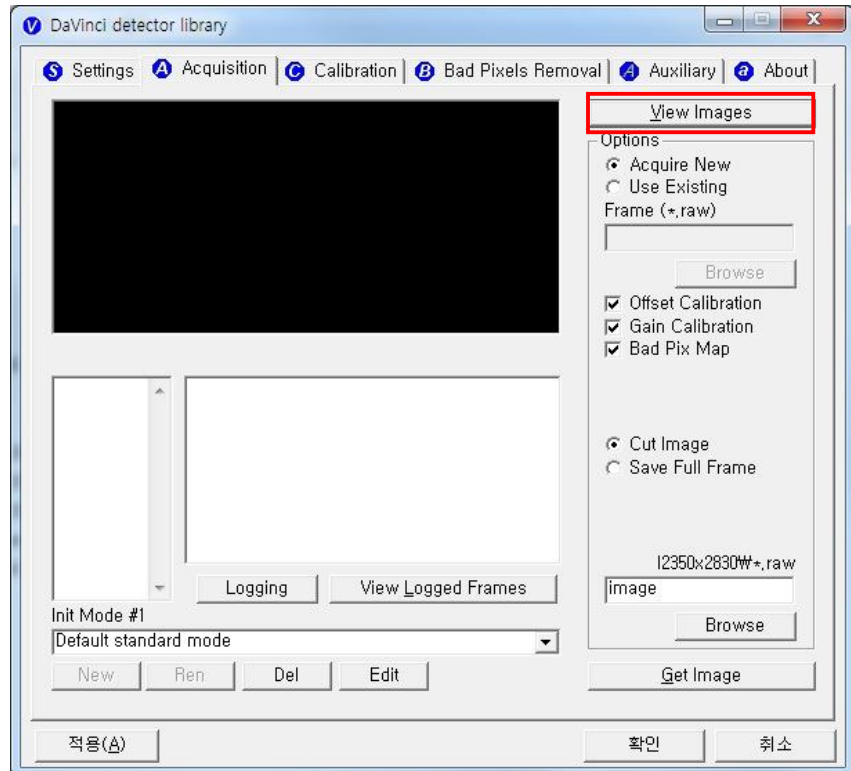 DaVinci detector library
Settings Acquisition Calibration Bad Pixels Removal Auxiliary About
View Images
Options
Acquire New
Use Existing
Frame (*.raw)
Browse
Offset Calibration
Gain Calibration
Bad Pix Map
Cut Image
Save Full Frame
I2350x2830₩*.raw
image
Browse
Logging View Logged Frames
Init Mode #1
Default standard mode
New Ren Del Edit
Get Image
적용(A) 확인 취소